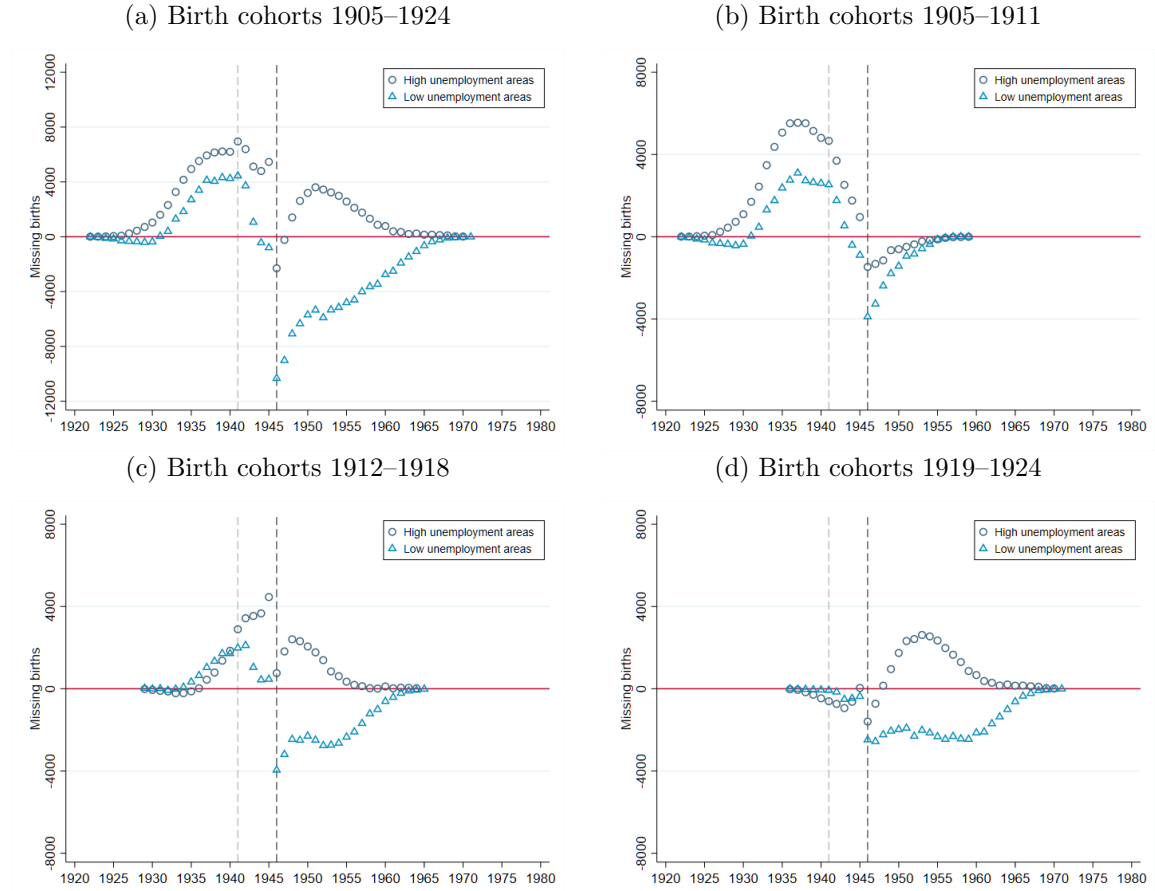 (a) Birth cohorts 1905–1924
12000
8000
4000
0
-4000
-8000
-12000
Missing births
High unemployment areas
Low unemployment areas
1920 1925 1930 1935 1940 1945 1950 1955 1960 1965 1970 1975 1980
(b) Birth cohorts 1905–1911
8000
4000
0
-4000
-8000
Missing births
High unemployment areas
Low unemployment areas
1920 1925 1930 1935 1940 1945 1950 1955 1960 1965 1970 1975 1980
(c) Birth cohorts 1912–1918
8000
4000
0
-4000
-8000
Missing births
High unemployment areas
Low unemployment areas
1920 1925 1930 1935 1940 1945 1950 1955 1960 1965 1970 1975 1980
(d) Birth cohorts 1919–1924
8000
4000
0
-4000
-8000
Missing births
High unemployment areas
Low unemployment areas
1920 1925 1930 1935 1940 1945 1950 1955 1960 1965 1970 1975 1980